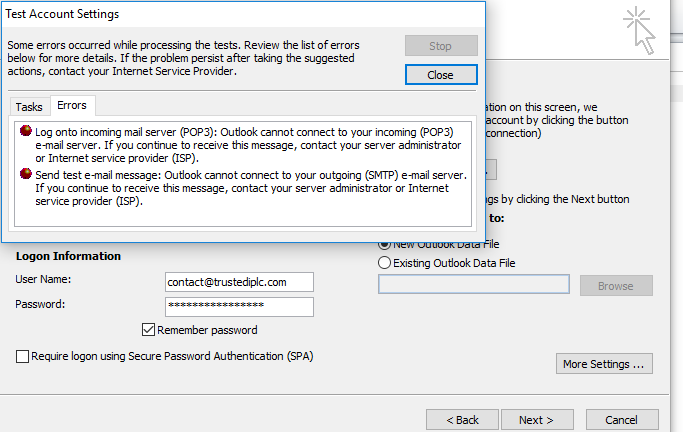 Test Account Settings
Some errors occurred while processing the tests. Review the list of errors
below for more details. If the problem persist after taking the suggested
actions, contact your Internet Service Provider.
Stop
Close
Tasks
Errors
Log onto incoming mail server (POP3): Outlook cannot connect to your incoming (POP3)
e-mail server. If you continue to receive this message, contact your server administrator
or Internet service provider (ISP).
Send test e-mail message: Outlook cannot connect to your outgoing (SMTP) e-mail server.
If you continue to receive this message, contact your server administrator or Internet
service provider (ISP).
ation on this screen, we
account by clicking the button
connection)
ngs by clicking the Next button
to:
New Outlook Data File
Existing Outlook Data File
Browse
Logon Information
User Name:
contact@trustediplc.com
Password:
****************
Remember password
Require logon using Secure Password Authentication (SPA)
More Settings ...
< Back
Next >
Cancel